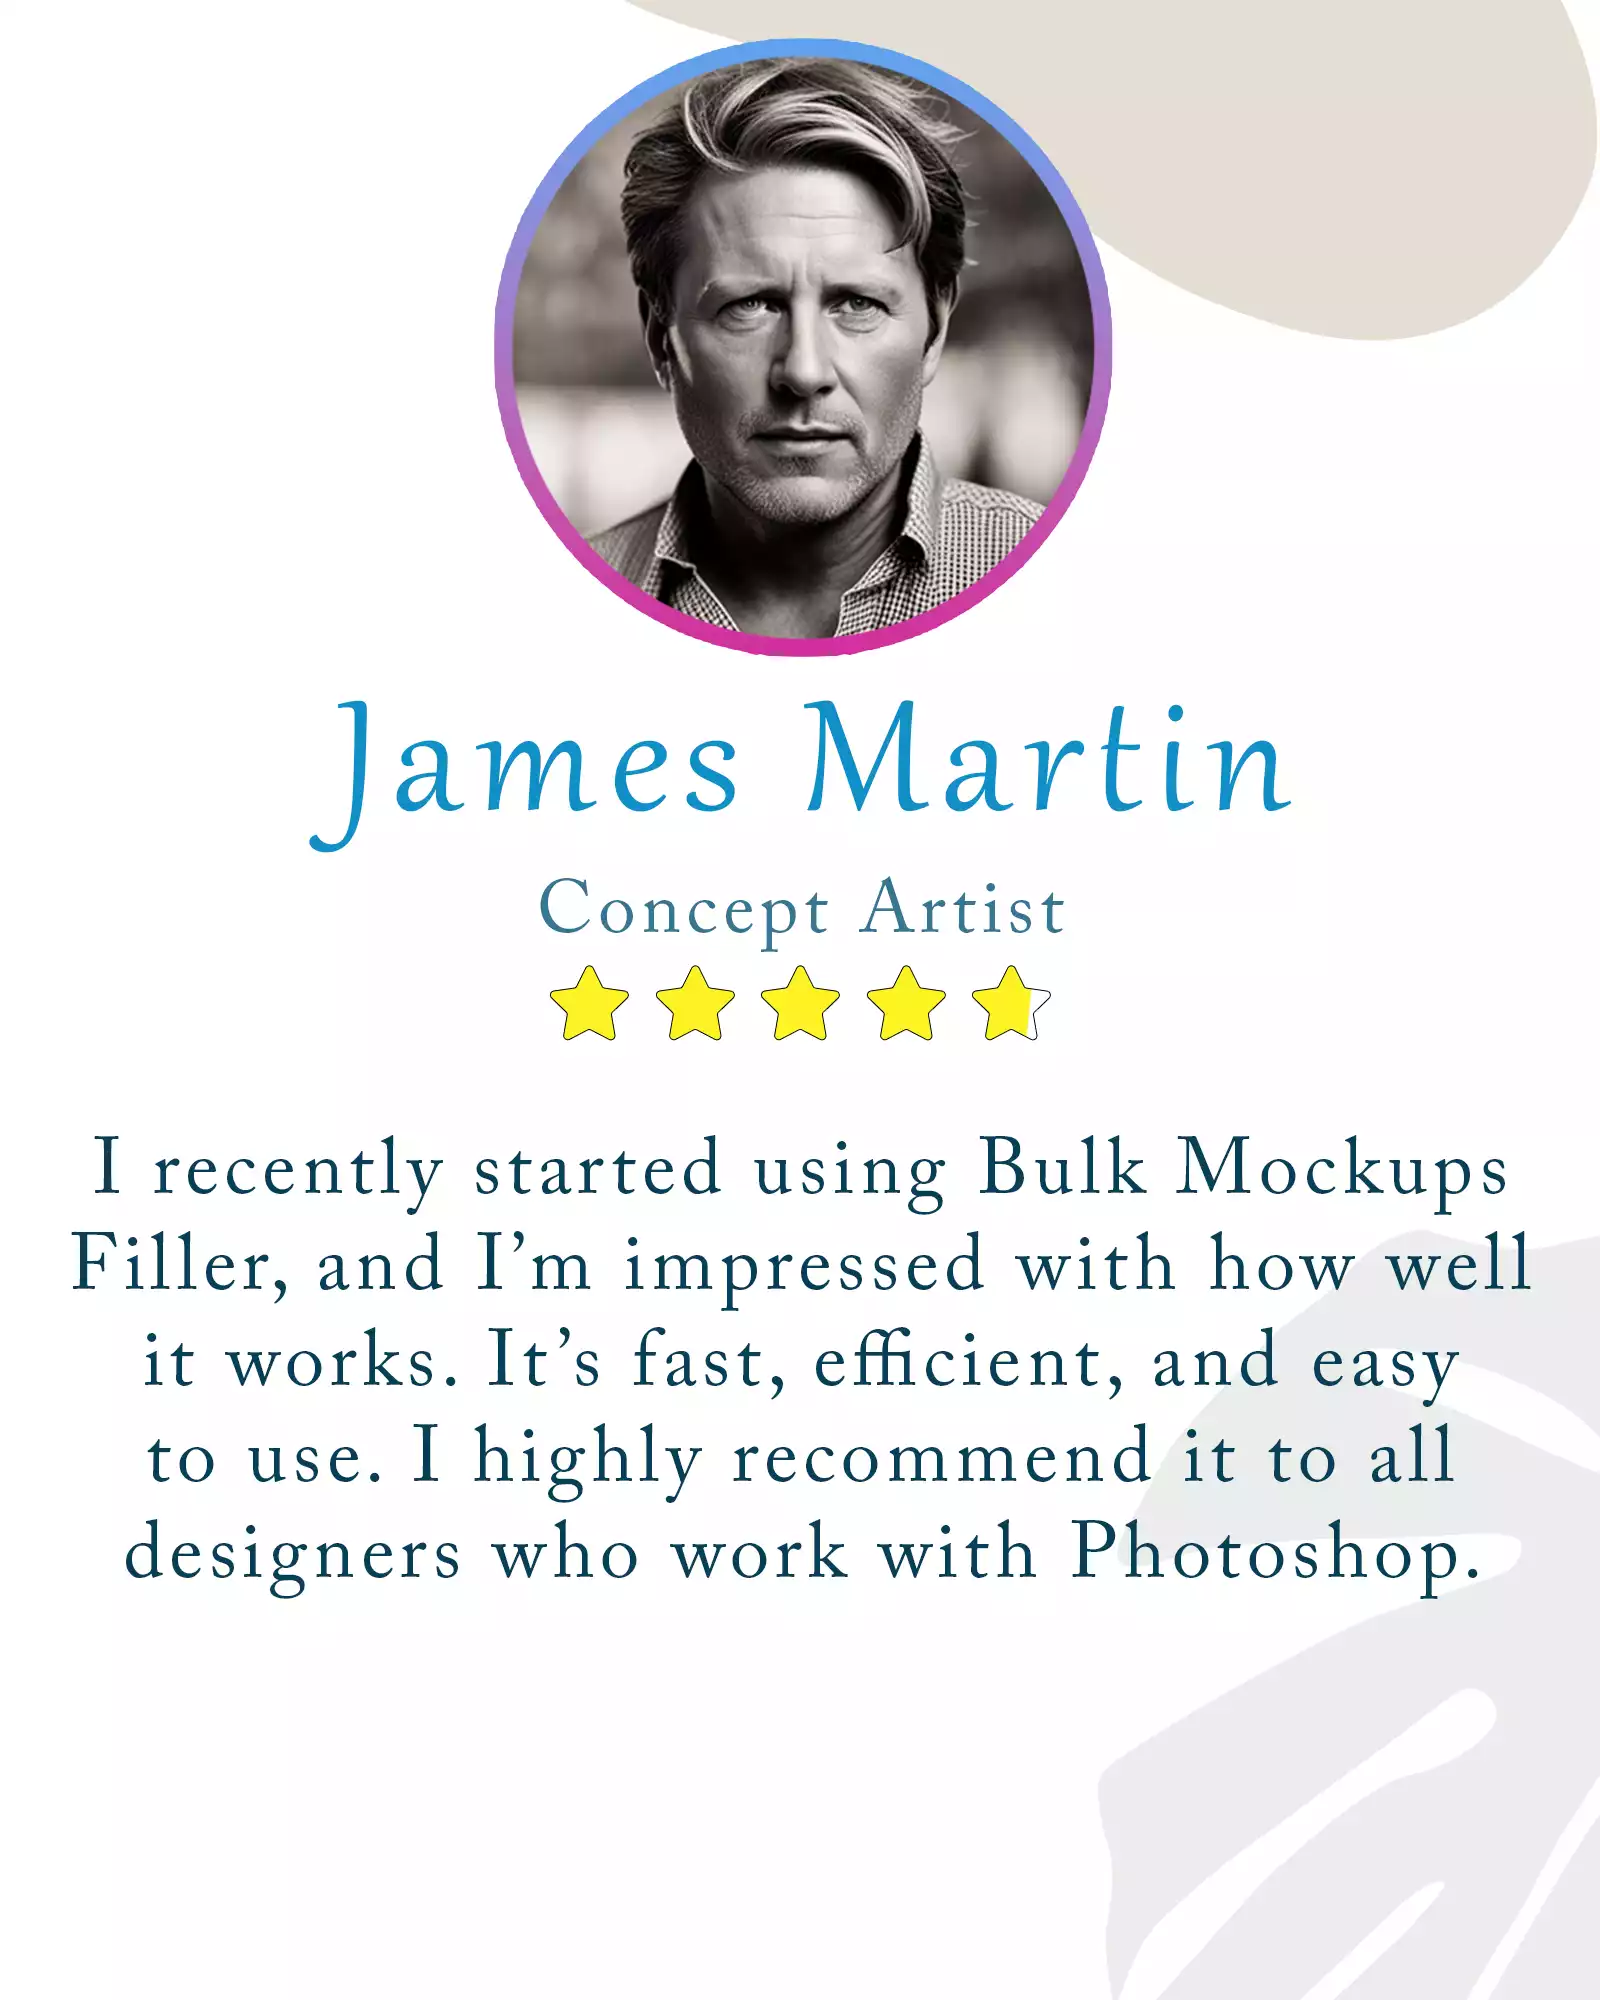 James Martin
Concept Artist
I recently started using Bulk Mockups
Filler, and I’m impressed with how well
it works. It’s fast, efficient, and easy
to use. I highly recommend it to all
designers who work with Photoshop.